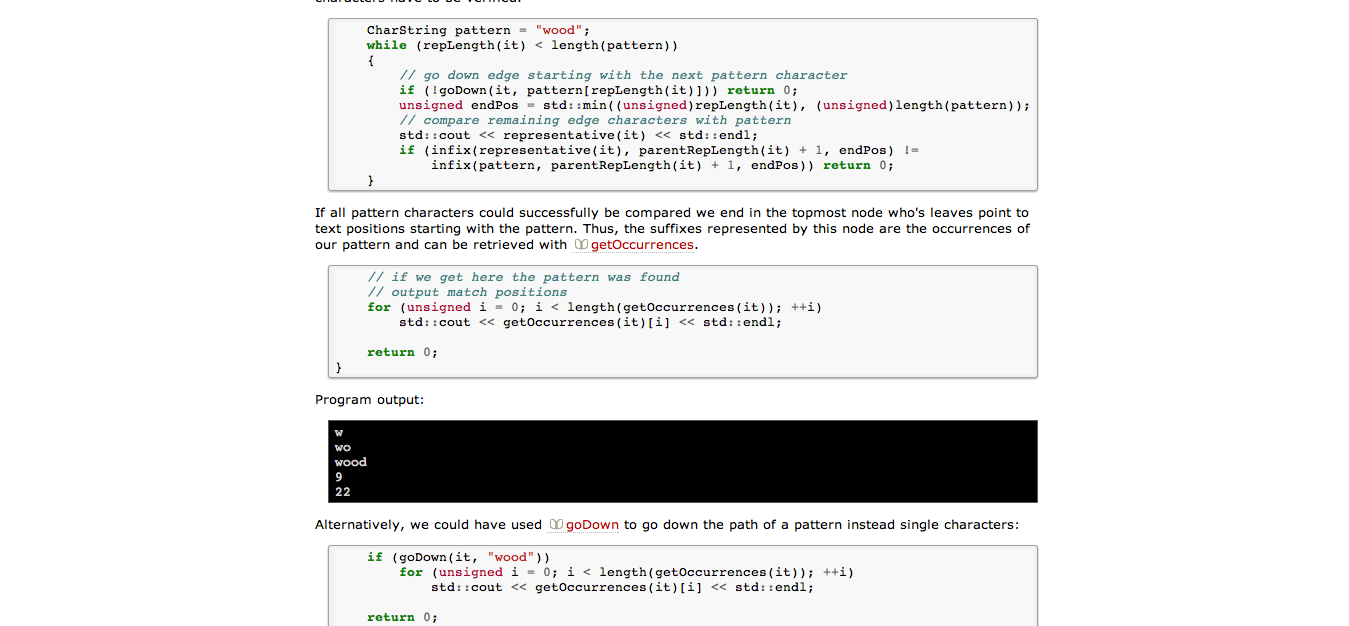 CharString pattern = "wood";
while (repLength(it) < length(pattern))
{
// go down edge starting with the next pattern character
if (!goDown(it, pattern[repLength(it)])) return 0;
unsigned endPos = std::min((unsigned)repLength(it), (unsigned)length(pattern));
// compare remaining edge characters with pattern
std::cout << representative(it) << std::endl;
if (infix(representative(it), parentRepLength(it) + 1, endPos) !=
infix(pattern, parentRepLength(it) + 1, endPos)) return 0;
}
If all pattern characters could successfully be compared we end in the topmost node who's leaves point to
text positions starting with the pattern. Thus, the suffixes represented by this node are the occurrences of
our pattern and can be retrieved with getOccurrences.
// if we get here the pattern was found
// output match positions
for (unsigned i = 0; i < length(getOccurrences(it)); ++i)
std::cout << getOccurrences(it)[i] << std::endl;
return 0;
}
Program output:
w
wo
wood
9
22
Alternatively, we could have used goDown to go down the path of a pattern instead single characters:
if (goDown(it, "wood"))
for (unsigned i = 0; i < length(getOccurrences(it)); ++i)
std::cout << getOccurrences(it)[i] << std::endl;
return 0;